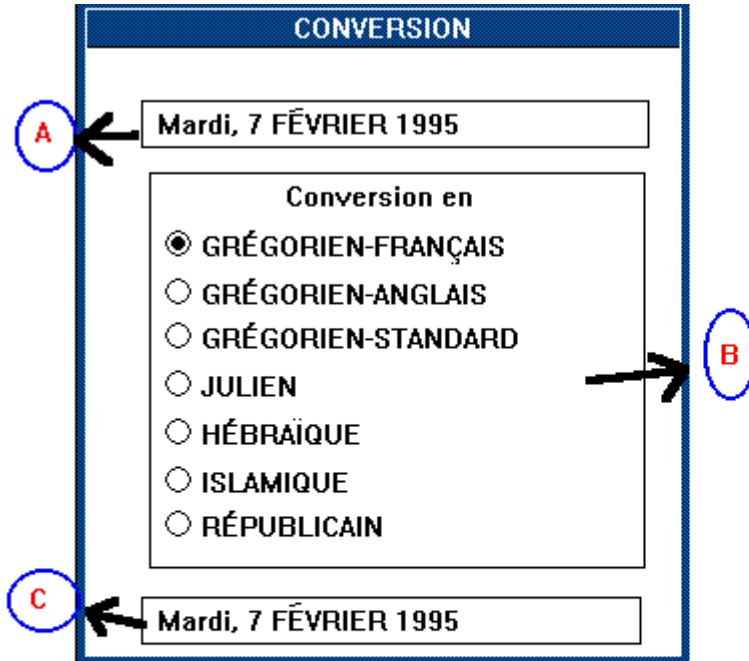 CONVERSION
A
Mardi, 7 FÉVRIER 1995
Conversion en
GRÉGORIEN-FRANÇAIS
GRÉGORIEN-ANGLAIS
GRÉGORIEN-STANDARD
B
JULIEN
HÉBRAÏQUE
ISLAMIQUE
RÉPUBLICAIN
C
Mardi, 7 FÉVRIER 1995